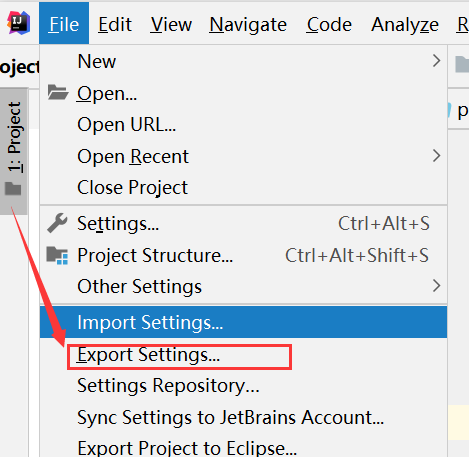 File Edit View Navigate Code Analyze R
oject
1: Project
p
New
Open...
Open URL...
Open Recent
Close Project
Settings... Ctrl+Alt+S
Project Structure... Ctrl+Alt+Shift+S
Other Settings
Import Settings...
Export Settings...
Settings Repository...
Sync Settings to JetBrains Account...
Export Project to Eclipse...